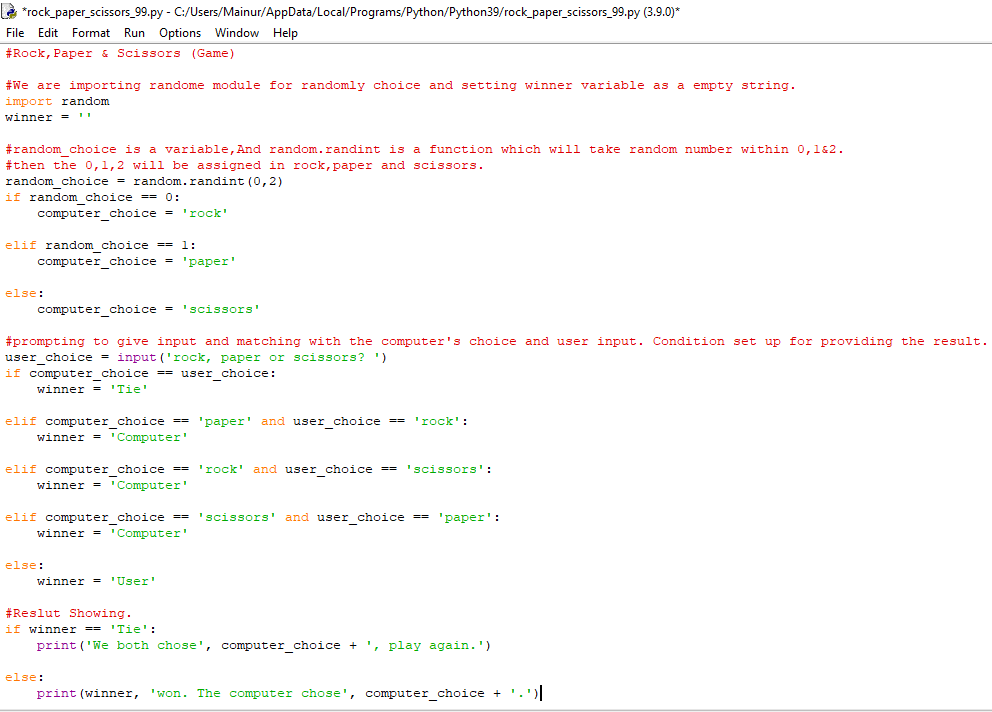 *rock_paper_scissors_99.py - C:/Users/Mainur/AppData/Local/Programs/Python/Python39/rock_paper_scissors_99.py (3.9.0)*
File Edit Format Run Options Window Help
#Rock,Paper & Scissors (Game)

#We are importing randome module for randomly choice and setting winner variable as a empty string.
import random
winner = ''

#random_choice is a variable,And random.randint is a function which will take random number within 0,1&2.
#then the 0,1,2 will be assigned in rock,paper and scissors.
random_choice = random.randint(0,2)
if random_choice == 0:
    computer_choice = 'rock'

elif random_choice == 1:
    computer_choice = 'paper'

else:
    computer_choice = 'scissors'

#prompting to give input and matching with the computer's choice and user input. Condition set up for providing the result.
user_choice = input('rock, paper or scissors? ')
if computer_choice == user_choice:
    winner = 'Tie'

elif computer_choice == 'paper' and user_choice == 'rock':
    winner = 'Computer'

elif computer_choice == 'rock' and user_choice == 'scissors':
    winner = 'Computer'

elif computer_choice == 'scissors' and user_choice == 'paper':
    winner = 'Computer'

else:
    winner = 'User'

#Reslut Showing.
if winner == 'Tie':
    print('We both chose', computer_choice + ', play again.')

else:
    print(winner, 'won. The computer chose', computer_choice + '.')